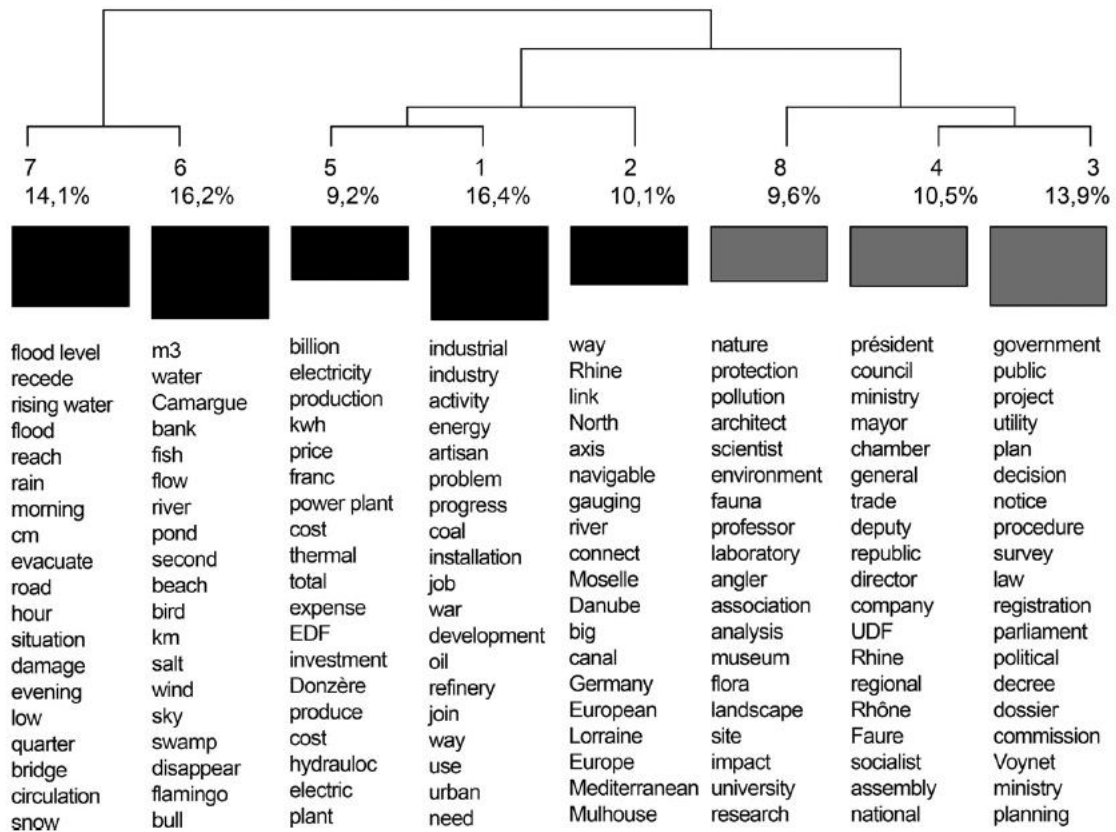 7 6 5 1 2 8 4 3
14,1% 16,2% 9,2% 16,4% 10,1% 9,6% 10,5% 13,9%
flood level
recede
rising water
flood
reach
rain
morning
cm
evacuate
road
hour
situation
damage
evening
low
quarter
bridge
circulation
snow
m3
water
Camargue
bank
fish
flow
river
pond
second
beach
bird
km
salt
wind
sky
swamp
disappear
flamingo
bull
billion
electricity
production
kwh
price
franc
power plant
cost
thermal
total
expense
EDF
investment
Donzère
produce
cost
hydrauloc
electric
plant
industrial
industry
activity
energy
artisan
problem
progress
coal
installation
job
war
development
oil
refinery
join
way
use
urban
need
way
Rhine
link
North
axis
navigable
gauging
river
connect
Moselle
Danube
big
canal
Germany
European
Lorraine
Europe
Mediterranean
Mulhouse
nature
protection
pollution
architect
scientist
environment
fauna
professor
laboratory
angler
association
analysis
museum
flora
landscape
site
impact
university
research
président
council
ministry
mayor
chamber
general
trade
deputy
republic
director
company
UDF
Rhine
regional
Rhône
Faure
socialist
assembly
national
government
public
project
utility
plan
decision
notice
procedure
survey
law
registration
parliament
political
decree
dossier
commission
Voynet
ministry
planning